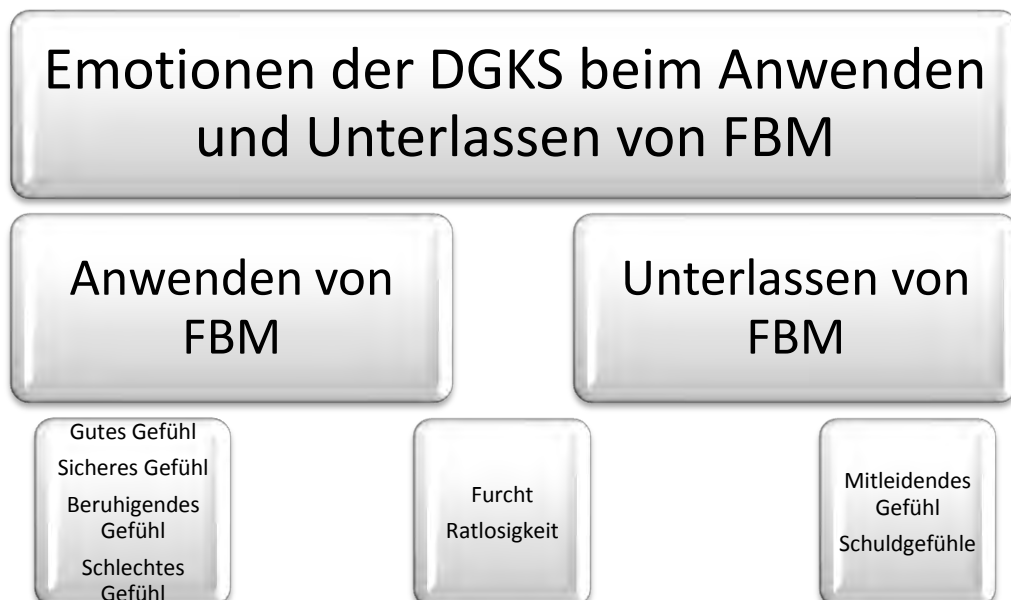 Emotionen der DGKS beim Anwenden
und Unterlassen von FBM
Anwenden von
FBM
Unterlassen von
FBM
Gutes Gefühl
Sicheres Gefühl
Beruhigendes
Gefühl
Schlechtes
Gefühl
Furcht
Ratlosigkeit
Mitleidendes
Gefühl
Schuldgefühle